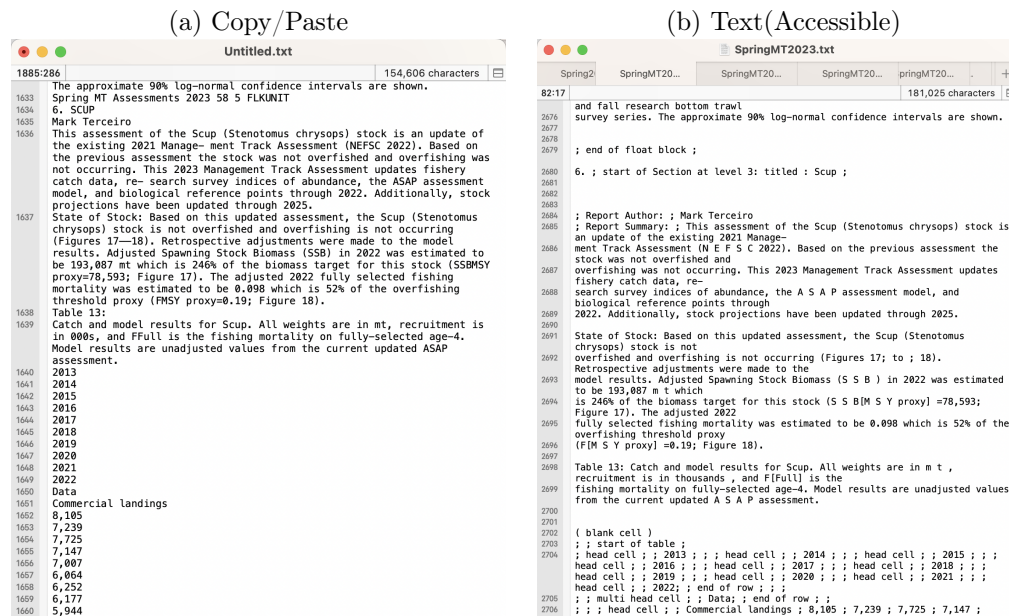 (a) Copy/Paste
Untitled.txt
1885:286
154,606 characters
The approximate 90% log-normal confidence intervals are shown.
1633 Spring MT Assessments 2023 58 5 FLKUNIT
1634 6. SCUP
1635 Mark Terceiro
1636 This assessment of the Scup (Stenotomus chrysops) stock is an update of
the existing 2021 Manage- ment Track Assessment (NEFSC 2022). Based on
the previous assessment the stock was not overfished and overfishing was
not occurring. This 2023 Management Track Assessment updates fishery
catch data, re- search survey indices of abundance, the ASAP assessment
model, and biological reference points through 2022. Additionally, stock
projections have been updated through 2025.
1637 State of Stock: Based on this updated assessment, the Scup (Stenotomus
chrysops) stock is not overfished and overfishing is not occurring
(Figures 17–—18). Retrospective adjustments were made to the model
results. Adjusted Spawning Stock Biomass (SSB) in 2022 was estimated to
be 193,087 mt which is 246% of the biomass target for this stock (SSBMSY
proxy=78,593; Figure 17). The adjusted 2022 fully selected fishing
mortality was estimated to be 0.098 which is 52% of the overfishing
threshold proxy (FMSY proxy=0.19; Figure 18).
1638 Table 13:
1639 Catch and model results for Scup. All weights are in mt, recruitment is
in 000s, and FFull is the fishing mortality on fully-selected age-4.
Model results are unadjusted values from the current updated ASAP
assessment.
1640 2013
1641 2014
1642 2015
1643 2016
1644 2017
1645 2018
1646 2019
1647 2020
1648 2021
1649 2022
1650 Data
1651 Commercial landings
1652 8,105
1653 7,239
1654 7,725
1655 7,147
1656 7,007
1657 6,064
1658 6,252
1659 6,177
1660 5,944
(b) Text(Accessible)
SpringMT2023.txt
Spring2
SpringMT20...
SpringMT20...
SpringMT20...
pringMT20...
82:17
181,025 characters
and fall research bottom trawl
2676 survey series. The approximate 90% log-normal confidence intervals are shown.
2677
2678
2679 ; end of float block ;
2680 6. ; start of Section at level 3: titled : Scup ;
2681
2682
2683
2684 ; Report Author: ; Mark Terceiro
2685 ; Report Summary: ; This assessment of the Scup (Stenotomus chrysops) stock is
an update of the existing 2021 Manage-
2686 ment Track Assessment (N E F S C 2022). Based on the previous assessment the
stock was not overfished and
2687 overfishing was not occurring. This 2023 Management Track Assessment updates
fishery catch data, re-
2688 search survey indices of abundance, the A S A P assessment model, and
biological reference points through
2689 2022. Additionally, stock projections have been updated through 2025.
2690
2691 State of Stock: Based on this updated assessment, the Scup (Stenotomus
chrysops) stock is not
2692 overfished and overfishing is not occurring (Figures 17; to ; 18).
Retrospective adjustments were made to the
2693 model results. Adjusted Spawning Stock Biomass (S S B ) in 2022 was estimated
to be 193,087 m t which
2694 is 246% of the biomass target for this stock (S S B[M S Y proxy] =78,593;
Figure 17). The adjusted 2022
2695 fully selected fishing mortality was estimated to be 0.098 which is 52% of the
overfishing threshold proxy
2696 (F[M S Y proxy] =0.19; Figure 18).
2697
2698 Table 13: Catch and model results for Scup. All weights are in m t ,
recruitment is in thousands , and F[Full] is the
2699 fishing mortality on fully-selected age-4. Model results are unadjusted values
from the current updated A S A P assessment.
2700
2701
2702 ( blank cell )
2703 ; ; start of table ;
2704 ; head cell ; ; 2013 ; ; ; head cell ; ; 2014 ; ; ; head cell ; ; 2015 ; ; ;
head cell ; ; 2016 ; ; ; head cell ; ; 2017 ; ; ; head cell ; ; 2018 ; ; ;
head cell ; ; 2019 ; ; ; head cell ; ; 2020 ; ; ; head cell ; ; 2021 ; ; ;
head cell ; ; 2022; ; end of row ; ; ;
2705 ; ; multi head cell ; ; Data; ; end of row ; ;
2706 ; ; ; head cell ; ; Commercial landings ; 8,105 ; 7,239 ; 7,725 ; 7,147 ;